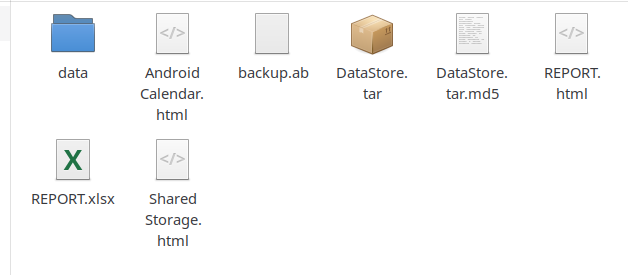 data
Android
Calendar.
html
backup.ab
DataStore.
tar
DataStore.
tar.md5
REPORT.
html
REPORT.xlsx
Shared
Storage.
html